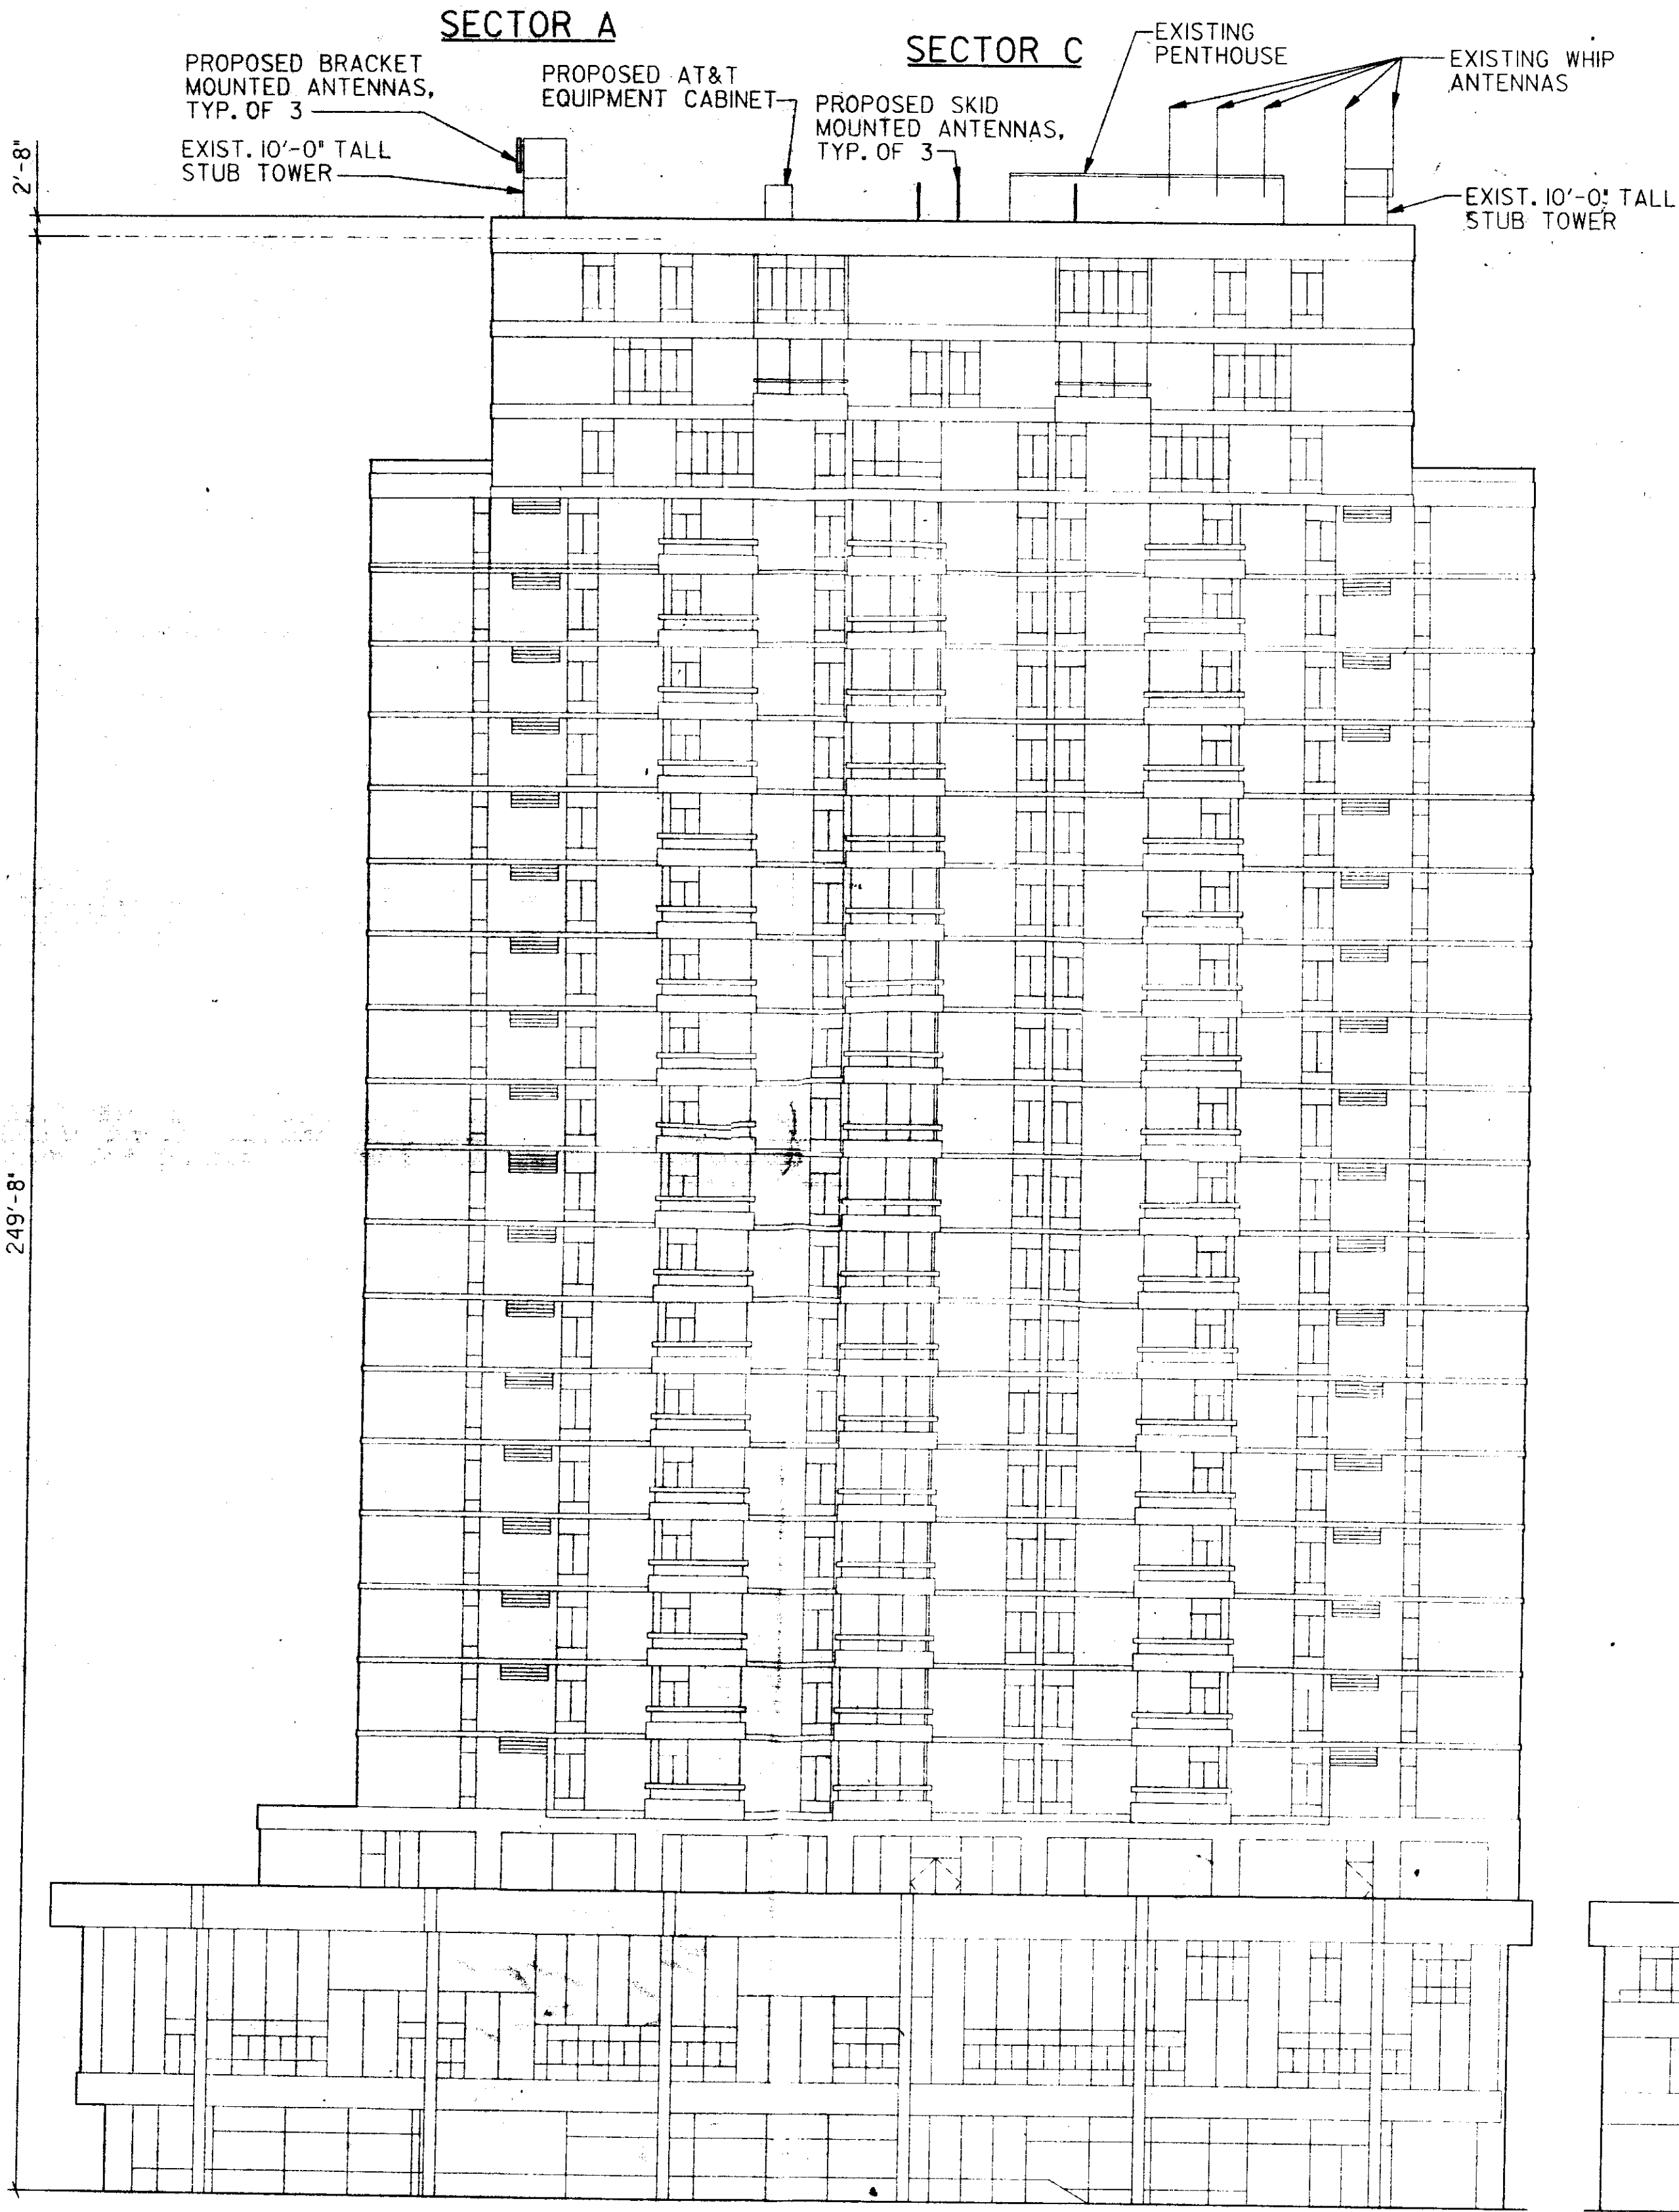 SECTOR A
SECTOR C
PROPOSED BRACKET
MOUNTED ANTENNAS,
TYP. OF 3
EXIST. 10'-0" TALL
STUB TOWER
PROPOSED AT&T
EQUIPMENT CABINET
PROPOSED SKID
MOUNTED ANTENNAS,
TYP. OF 3
EXISTING
PENTHOUSE
EXISTING WHIP
ANTENNAS
EXIST. 10'-0" TALL
STUB TOWER
2'-8"
249'-8"